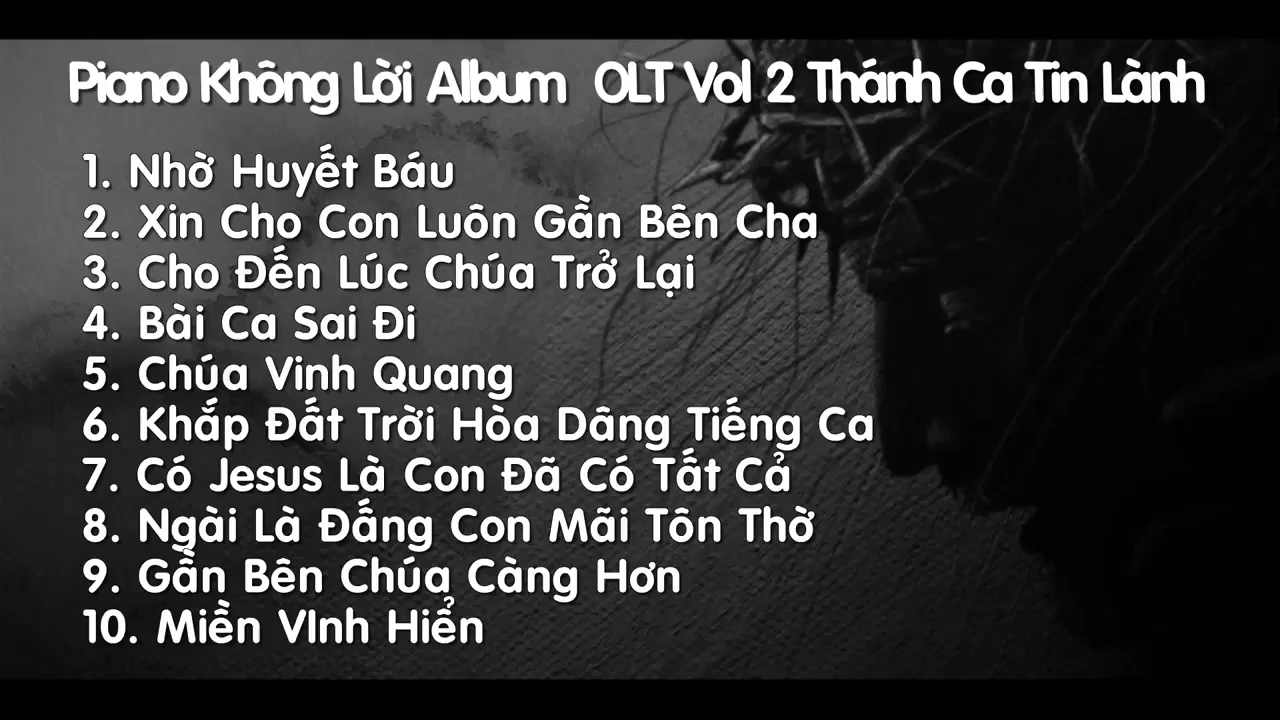 Piano Không Lời Album OLT Vol 2 Thánh Ca Tin Lành
1. Nhờ Huyết Báu
2. Xin Cho Con Luôn Gần Bên Cha
3. Cho Đến Lúc Chúa Trở Lại
4. Bài Ca Sai Đi
5. Chúa Vinh Quang
6. Khắp Đất Trời Hòa Dâng Tiếng Ca
7. Có Jesus Là Con Đã Có Tất Cả
8. Ngài Là Đấng Con Mãi Tôn Thờ
9. Gần Bên Chúa Càng Hơn
10. Miền VInh Hiển